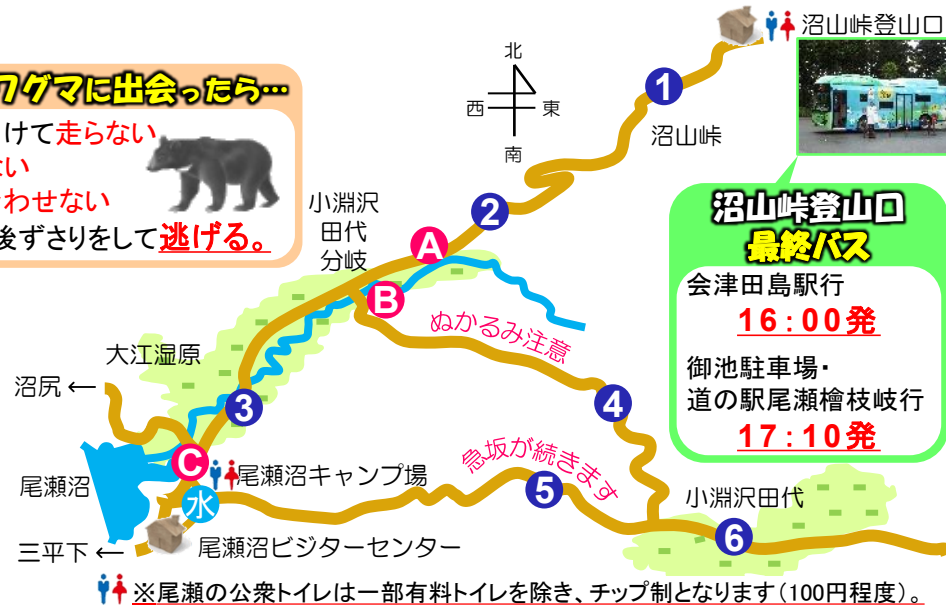 沼山峠登山口
北
西 東
南
1
沼山峠
フグマに出会ったら…
けて走らない
ない
わせない
後ずさりをして逃げる。
小淵沢
田代
分岐
2
A
B
沼山峠登山口
最終バス
会津田島駅行
16:00発
御池駐車場・
道の駅尾瀬檜枝岐行
17:10発
ぬかるみ注意
大江湿原
沼尻←
3
4
C
尾瀬沼キャンプ場
急坂が続きます
尾瀬沼
水
5
小淵沢田代
6
三平下←
尾瀬沼ビジターセンター
※尾瀬の公衆トイレは一部有料トイレを除き、チップ制となります(100円程度)。